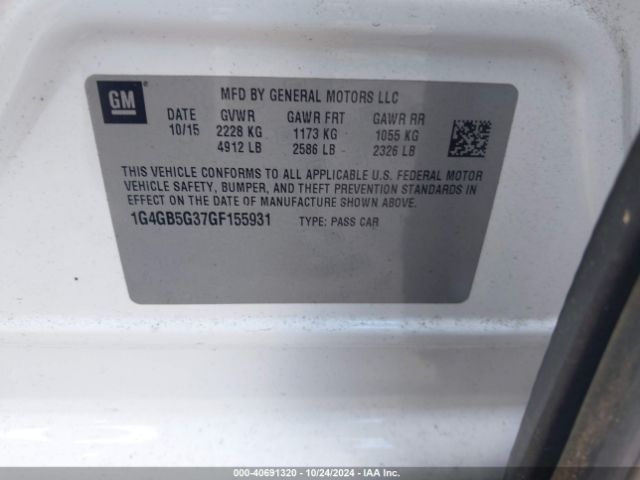 GM
MFD BY GENERAL MOTORS LLC
DATE GVWR GAWR FRT GAWR RR
10/15 2228 KG 1173 KG 1055 KG
4912 LB 2586 LB 2326 LB
THIS VEHICLE CONFORMS TO ALL APPLICABLE U.S. FEDERAL MOTOR
VEHICLE SAFETY, BUMPER, AND THEFT PREVENTION STANDARDS IN
EFFECT ON THE DATE OF MANUFACTURE SHOWN ABOVE.
1G4GB5G37GF155931 TYPE: PASS CAR
000-40691320 - 10/24/2024 - IAA Inc.